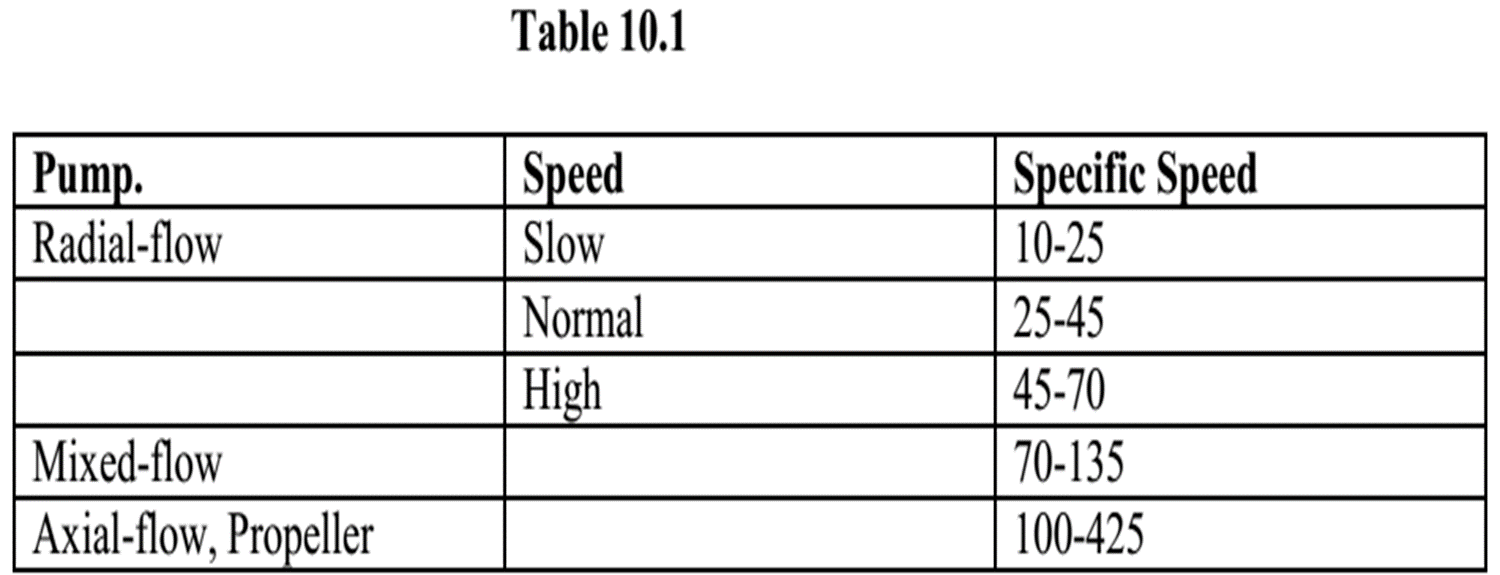 Table 10.1
Pump. Speed Specific Speed
Radial-flow Slow 10-25
Normal 25-45
High 45-70
Mixed-flow 70-135
Axial-flow, Propeller 100-425